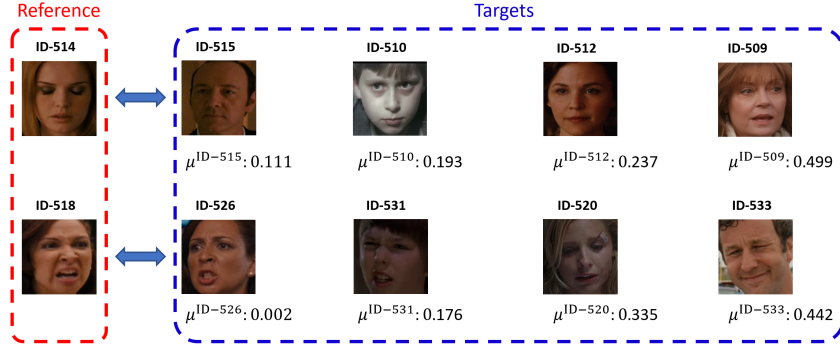 Reference
Targets
ID-514
ID-515
ID-510
ID-512
ID-509
μ^ID−515: 0.111
μ^ID−510: 0.193
μ^ID−512: 0.237
μ^ID−509: 0.499
ID-518
ID-526
ID-531
ID-520
ID-533
μ^ID−526: 0.002
μ^ID−531: 0.176
μ^ID−520: 0.335
μ^ID−533: 0.442